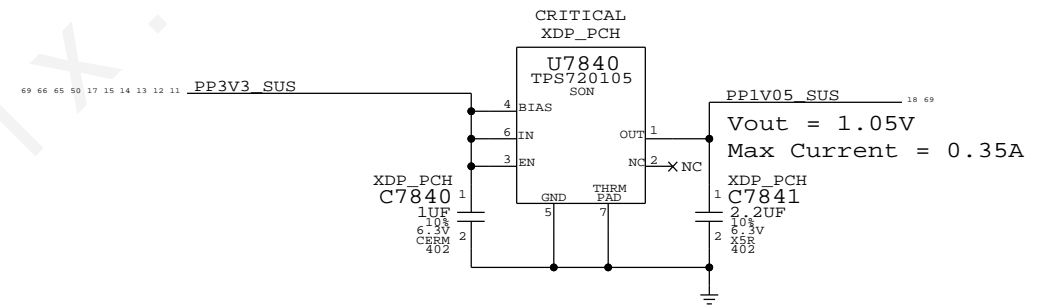 CRITICAL
XDP_PCH
U7840
TPS720105
SON
69 66 65 50 17 15 14 13 12 11 PP3V3_SUS
PP1V05_SUS 18 69
4 BIAS
Vout = 1.05V
6 IN
OUT 1
Max Current = 0.35A
3 EN
NC 2 NC
XDP_PCH
C7840 1
1UF
10%
6.3V
CERM 2
402
GND
5
THRM
PAD
7
XDP_PCH
1 C7841
2.2UF
10%
6.3V
2 X5R
402